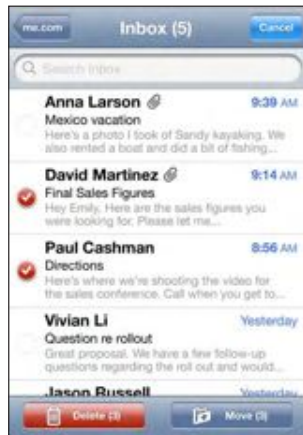 me.com
Inbox (5)
Cancel
Search Inbox
Anna Larson
9:39 AM
Mexico vacation
Here's a photo I took of Sandy kayaking. We
also rented a boat and did a bit of fishing...
David Martinez
9:14 AM
Final Sales Figures
Hey Emily, Here are the sales figures you
were looking for. Please let me...
Paul Cashman
8:56 AM
Directions
Here's where we're shooting the video for
the sales conference. Call when you get to...
Vivian Li
Yesterday
Question re rollout
Great proposal. We have a few follow-up
questions regarding the roll out and would...
Jason Russell
Yesterday
Delete (3)
Move (3)